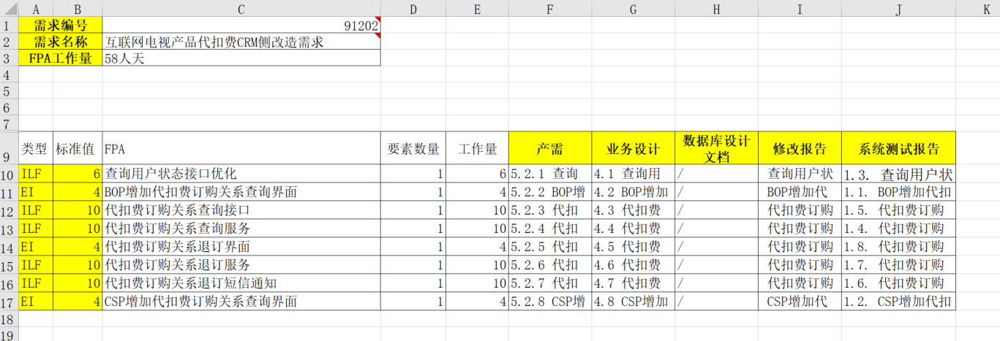 A B C D E F G H I J K
1 需求编号 91202
2 需求名称 互联网电视产品代扣费CRM侧改造需求
3 FPA工作量 58人天
4
5
6
7
9 类型 标准值 FPA 要素数量 工作量 产需 业务设计 数据库设计文档 修改报告 系统测试报告
10 ILF 6 查询用户状态接口优化 1 6 5.2.1 查询 4.1 查询用 / 查询用户状 1.3. 查询用户状
11 EI 4 BOP增加代扣费订购关系查询界面 1 4 5.2.2 BOP增 4.2 BOP增加 / BOP增加代 1.1. BOP增加代扣
12 ILF 10 代扣费订购关系查询接口 1 10 5.2.3 代扣 4.3 代扣费 / 代扣费订购 1.5. 代扣费订购
13 ILF 10 代扣费订购关系查询服务 1 10 5.2.4 代扣 4.4 代扣费 / 代扣费订购 1.4. 代扣费订购
14 EI 4 代扣费订购关系退订界面 1 4 5.2.5 代扣 4.5 代扣费 / 代扣费订购 1.8. 代扣费订购
15 ILF 10 代扣费订购关系退订服务 1 10 5.2.6 代扣 4.6 代扣费 / 代扣费订购 1.7. 代扣费订购
16 ILF 10 代扣费订购关系退订短信通知 1 10 5.2.7 代扣 4.7 代扣费 / 代扣费订购 1.6. 代扣费订购
17 EI 4 CSP增加代扣费订购关系查询界面 1 4 5.2.8 CSP增 4.8 CSP增加 / CSP增加代 1.2. CSP增加代扣
18
19